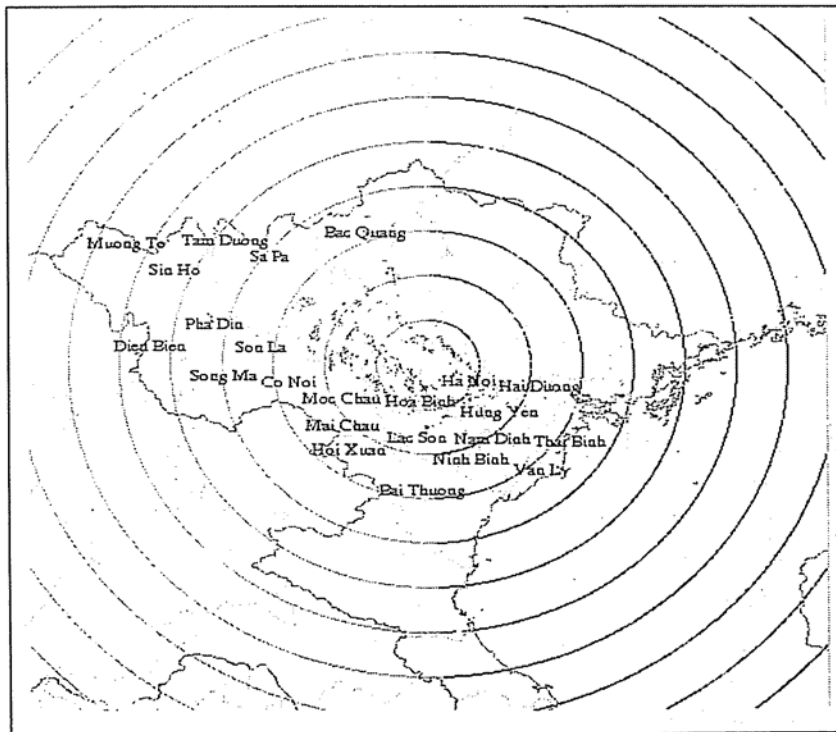 Bac Quang
Muong To
Tam Duong
Sa Pa
Sin Ho
Pha Din
Dien Bien
Son La
Song Ma
Co Noi
Ha Noi
Hai Duong
Moc Chau
Hoa Binh
Hung Yen
Mai Chau
Lac Son
Nam Dinh
Thai Binh
Hoi Xuan
Ninh Binh
Van Ly
Bai Thuong